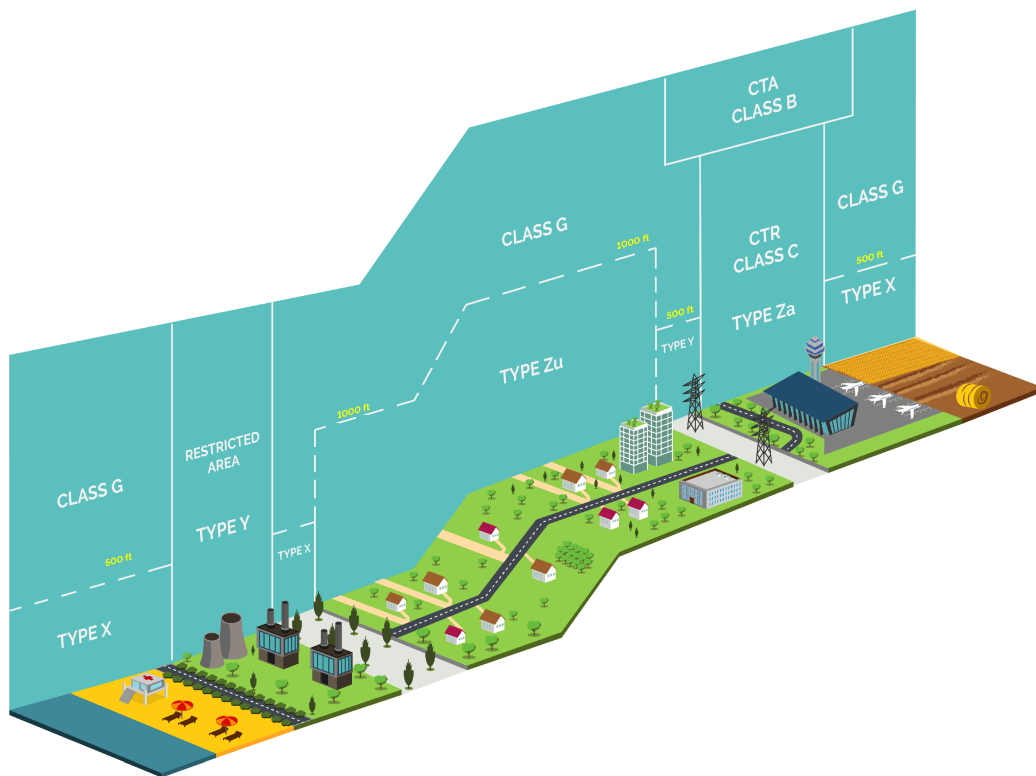 CTA
CLASS B
CLASS G
CLASS G
1000 ft
CTR
CLASS C
500 ft
TYPE X
500 ft
TYPE Za
TYPE Y
TYPE Zu
1000 ft
RESTRICTED
AREA
CLASS G
TYPE Y
TYPE X
500 ft
TYPE X